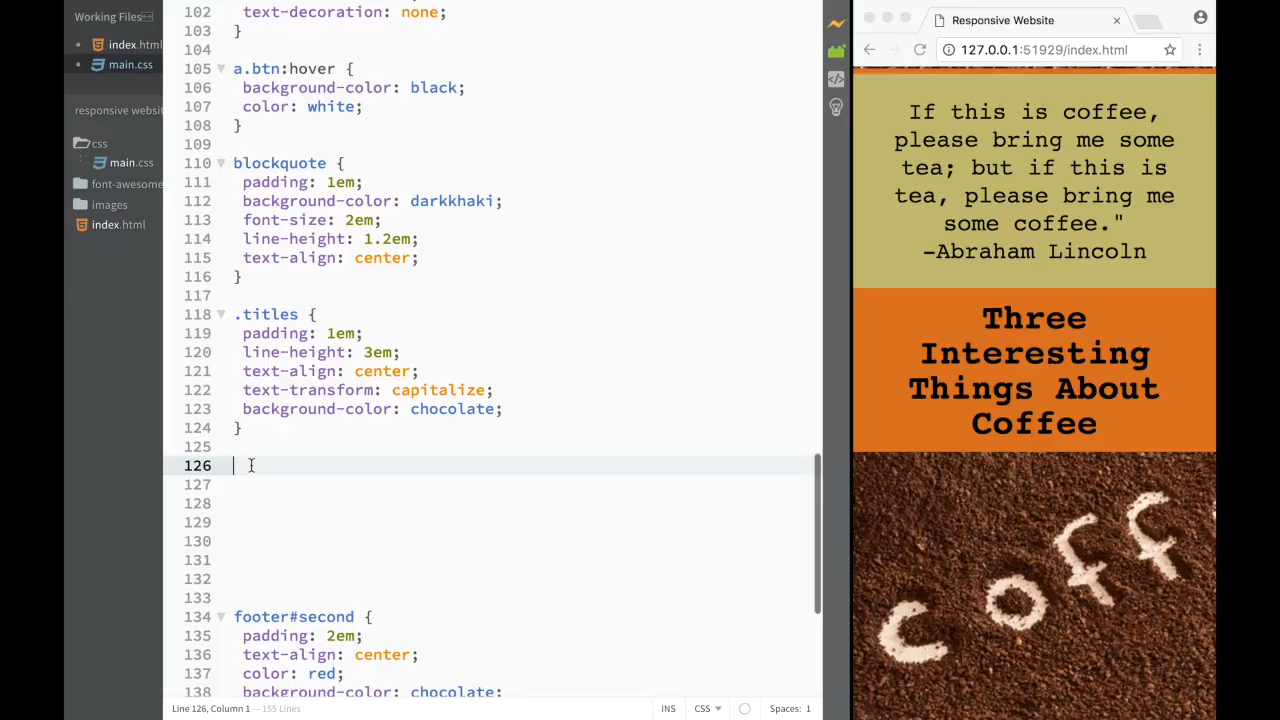 Working Files
index.html
main.css
responsive websit
css
main.css
font-awesome
images
index.html
102 text-decoration: none;
103 }
104
105 a.btn:hover {
106 background-color: black;
107 color: white;
108 }
109
110 blockquote {
111 padding: 1em;
112 background-color: darkkhaki;
113 font-size: 2em;
114 line-height: 1.2em;
115 text-align: center;
116 }
117
118 .titles {
119 padding: 1em;
120 line-height: 3em;
121 text-align: center;
122 text-transform: capitalize;
123 background-color: chocolate;
124 }
125
126
127
128
129
130
131
132
133
134 footer#second {
135 padding: 2em;
136 text-align: center;
137 color: red;
138 background-color: chocolate;
Line 126, Column 1 — 155 Lines
INS
CSS
Spaces: 1
Responsive Website
127.0.0.1:51929/index.html
If this is coffee,
please bring me some
tea; but if this is
tea, please bring me
some coffee."
-Abraham Lincoln
Three
Interesting
Things About
Coffee
coff